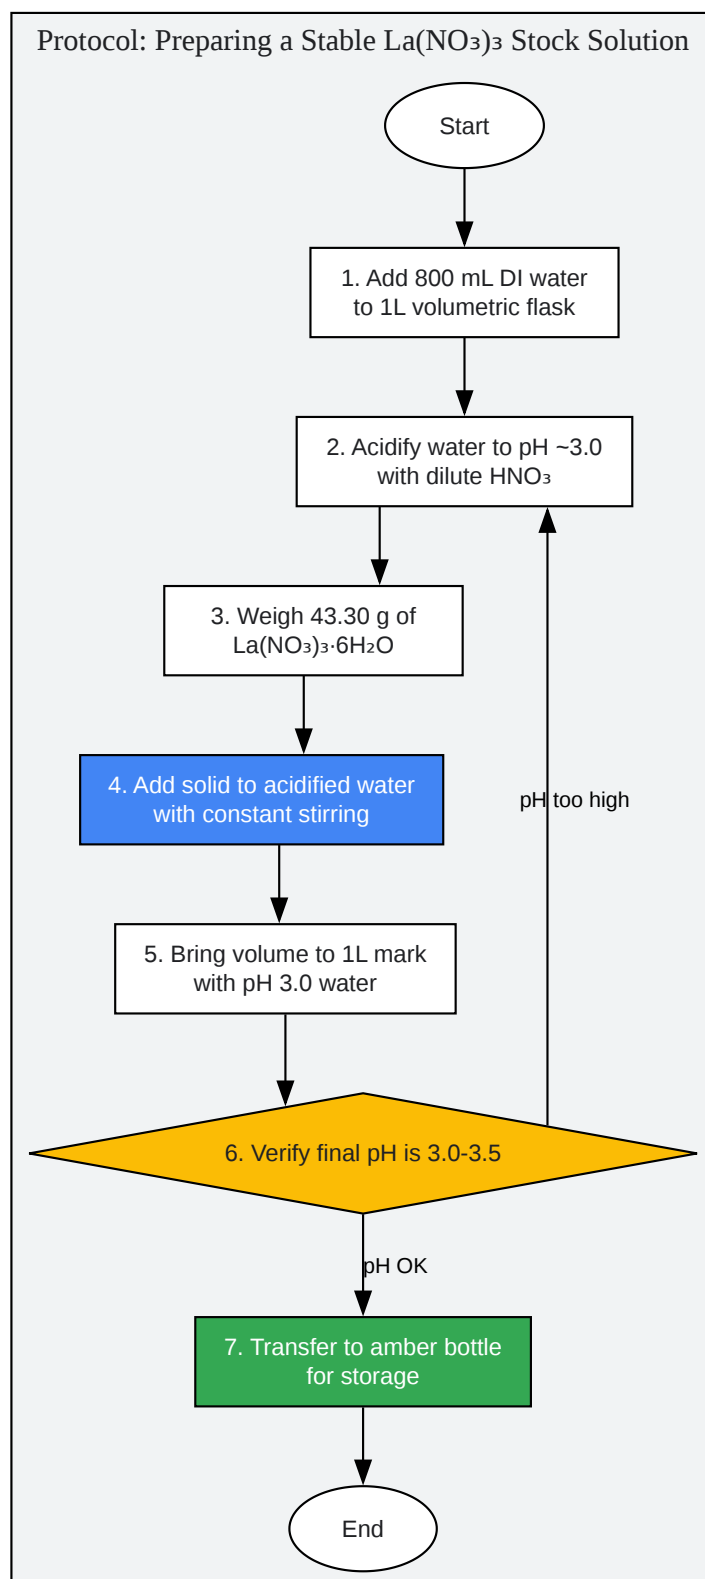 Protocol: Preparing a Stable La(NO₃)₃ Stock Solution
Start
1. Add 800 mL DI water
to 1L volumetric flask
2. Acidify water to pH ~3.0
with dilute HNO₃
3. Weigh 43.30 g of
La(NO₃)₃·6H₂O
4. Add solid to acidified water
with constant stirring
pH too high
5. Bring volume to 1L mark
with pH 3.0 water
6. Verify final pH is 3.0-3.5
pH OK
7. Transfer to amber bottle
for storage
End